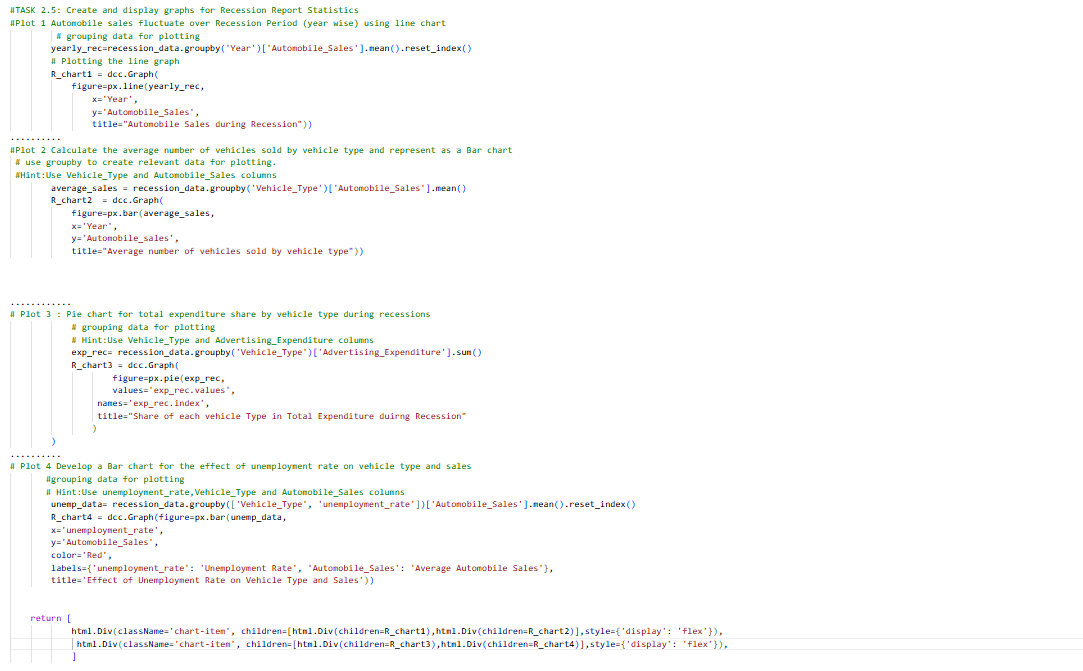 #TASK 2.5: Create and display graphs for Recession Report Statistics
#Plot 1 Automobile sales fluctuate over Recession Period (year wise) using line chart
# grouping data for plotting
yearly_rec=recession_data.groupby('Year')['Automobile_Sales'].mean().reset_index()
# Plotting the line graph
R_chart1 = dcc.Graph(
figure=px.line(yearly_rec,
x='Year',
y='Automobile_Sales',
title="Automobile Sales during Recession"))
..........
#Plot 2 Calculate the average number of vehicles sold by vehicle type and represent as a Bar chart
# use groupby to create relevant data for plotting.
#Hint:Use Vehicle_Type and Automobile_Sales columns
average_sales = recession_data.groupby('Vehicle_Type')['Automobile_Sales'].mean()
R_chart2  = dcc.Graph(
figure=px.bar(average_sales,
x='Year',
y='Automobile_sales',
title="Average number of vehicles sold by vehicle type"))
............
# Plot 3 : Pie chart for total expenditure share by vehicle type during recessions
# grouping data for plotting
# Hint:Use Vehicle_Type and Advertising_Expenditure columns
exp_rec= recession_data.groupby('Vehicle_Type')['Advertising_Expenditure'].sum()
R_chart3 = dcc.Graph(
figure=px.pie(exp_rec,
values='exp_rec.values',
names='exp_rec.index',
title="Share of each vehicle Type in Total Expenditure duirng Recession"
)
)
..........
# Plot 4 Develop a Bar chart for the effect of unemployment rate on vehicle type and sales
#grouping data for plotting
# Hint:Use unemployment_rate,Vehicle_Type and Automobile_Sales columns
unemp_data= recession_data.groupby(['Vehicle_Type', 'unemployment_rate'])['Automobile_Sales'].mean().reset_index()
R_chart4 = dcc.Graph(figure=px.bar(unemp_data,
x='unemployment_rate',
y='Automobile_Sales',
color='Red',
labels={'unemployment_rate': 'Unemployment Rate', 'Automobile_Sales': 'Average Automobile Sales'},
title='Effect of Unemployment Rate on Vehicle Type and Sales'))
return [
html.Div(className='chart-item', children=[html.Div(children=R_chart1),html.Div(children=R_chart2)],style={'display': 'flex'}),
html.Div(className='chart-item', children=[html.Div(children=R_chart3),html.Div(children=R_chart4)],style={'display': 'flex'}),
]